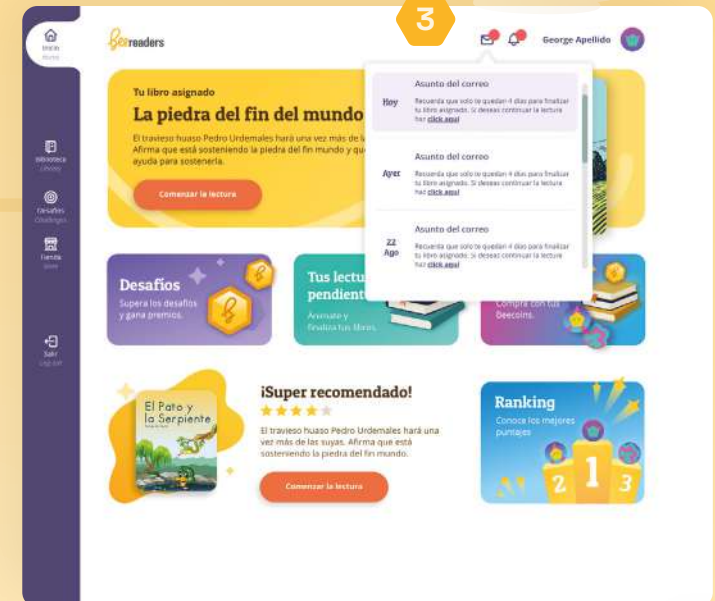 3
Inicio
Home
Biblioteca
Library
Desafíos
Challenges
Tienda
Store
Salir
Log out
Beereaders
George Apellido
Tu libro asignado
La piedra del fin del mundo
El travieso huaso Pedro Urdemales hará una vez más de l
Afirma que está sosteniendo la piedra del fin mundo y qu
ayuda para sostenerla.
Comenzar la lectura
Asunto del correo
Hoy
Recuerda que solo te quedan 4 días para finalizar
tu libro asignado. Si deseas continuar la lectura
haz click aquí
Asunto del correo
Ayer
Recuerda que solo te quedan 4 días para finalizar
tu libro asignado. Si deseas continuar la lectura
haz click aquí
Asunto del correo
22
Ago
Recuerda que solo te quedan 4 días para finalizar
tu libro asignado. Si deseas continuar la lectura
haz click aquí
Desafíos
Supera los desafíos
y gana premios.
Tus lectu
pendient
Anímate y
finaliza tus libros.
Compra con tus
Beecoins.
El Pato y
la Serpiente
¡Super recomendado!
El travieso huaso Pedro Urdemales hará una
vez más de las suyas. Afirma que está
sosteniendo la piedra del fin mundo.
Comenzar la lectura
Ranking
Conoce los mejores
puntajes
2
1
3